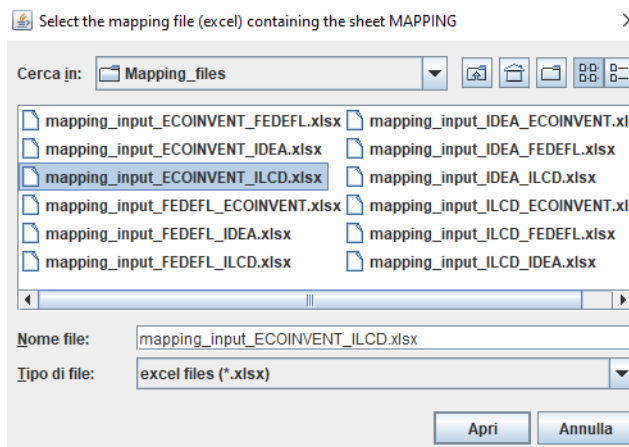 Select the mapping file (excel) containing the sheet MAPPING
Cerca in: Mapping_files
mapping_input_ECOINVENT_FEDEFL.xlsx mapping_input_IDEA_ECOINVENT.xl
mapping_input_ECOINVENT_IDEA.xlsx mapping_input_IDEA_FEDEFL.xlsx
mapping_input_ECOINVENT_ILCD.xlsx mapping_input_IDEA_ILCD.xlsx
mapping_input_FEDEFL_ECOINVENT.xlsx mapping_input_ILCD_ECOINVENT.xl
mapping_input_FEDEFL_IDEA.xlsx mapping_input_ILCD_FEDEFL.xlsx
mapping_input_FEDEFL_ILCD.xlsx mapping_input_ILCD_IDEA.xlsx
Nome file: mapping_input_ECOINVENT_ILCD.xlsx
Tipo di file: excel files (*.xlsx)
Apri Annulla